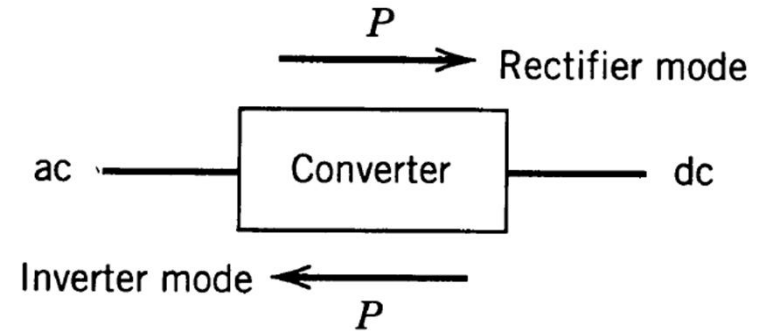 P
Rectifier mode
ac
Converter
dc
Inverter mode
P